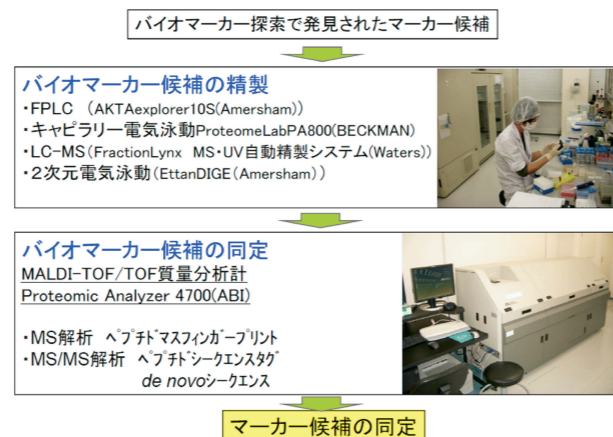 バイオマーカー探索で発見されたマーカー候補
バイオマーカー候補の精製
・FPLC （AKTAexplorer10S(Amersham)）
・キャピラリー電気泳動ProteomeLabPA800(BECKMAN)
・LC-MS（FractionLynx MS・UV自動精製システム(Waters)）
・２次元電気泳動（EttanDIGE（Amersham））
バイオマーカー候補の同定
MALDI-TOF/TOF質量分析計
Proteomic Analyzer 4700(ABI)
・MS解析 ﾍﾟﾌﾟﾁﾄﾞﾏｽﾌｨﾝｶﾞｰﾌﾟﾘﾝﾄ
・MS/MS解析 ﾍﾟﾌﾟﾁﾄﾞｼｰｸｴﾝｽﾀｸﾞ
de novoｼｰｸｴﾝｽ
マーカー候補の同定